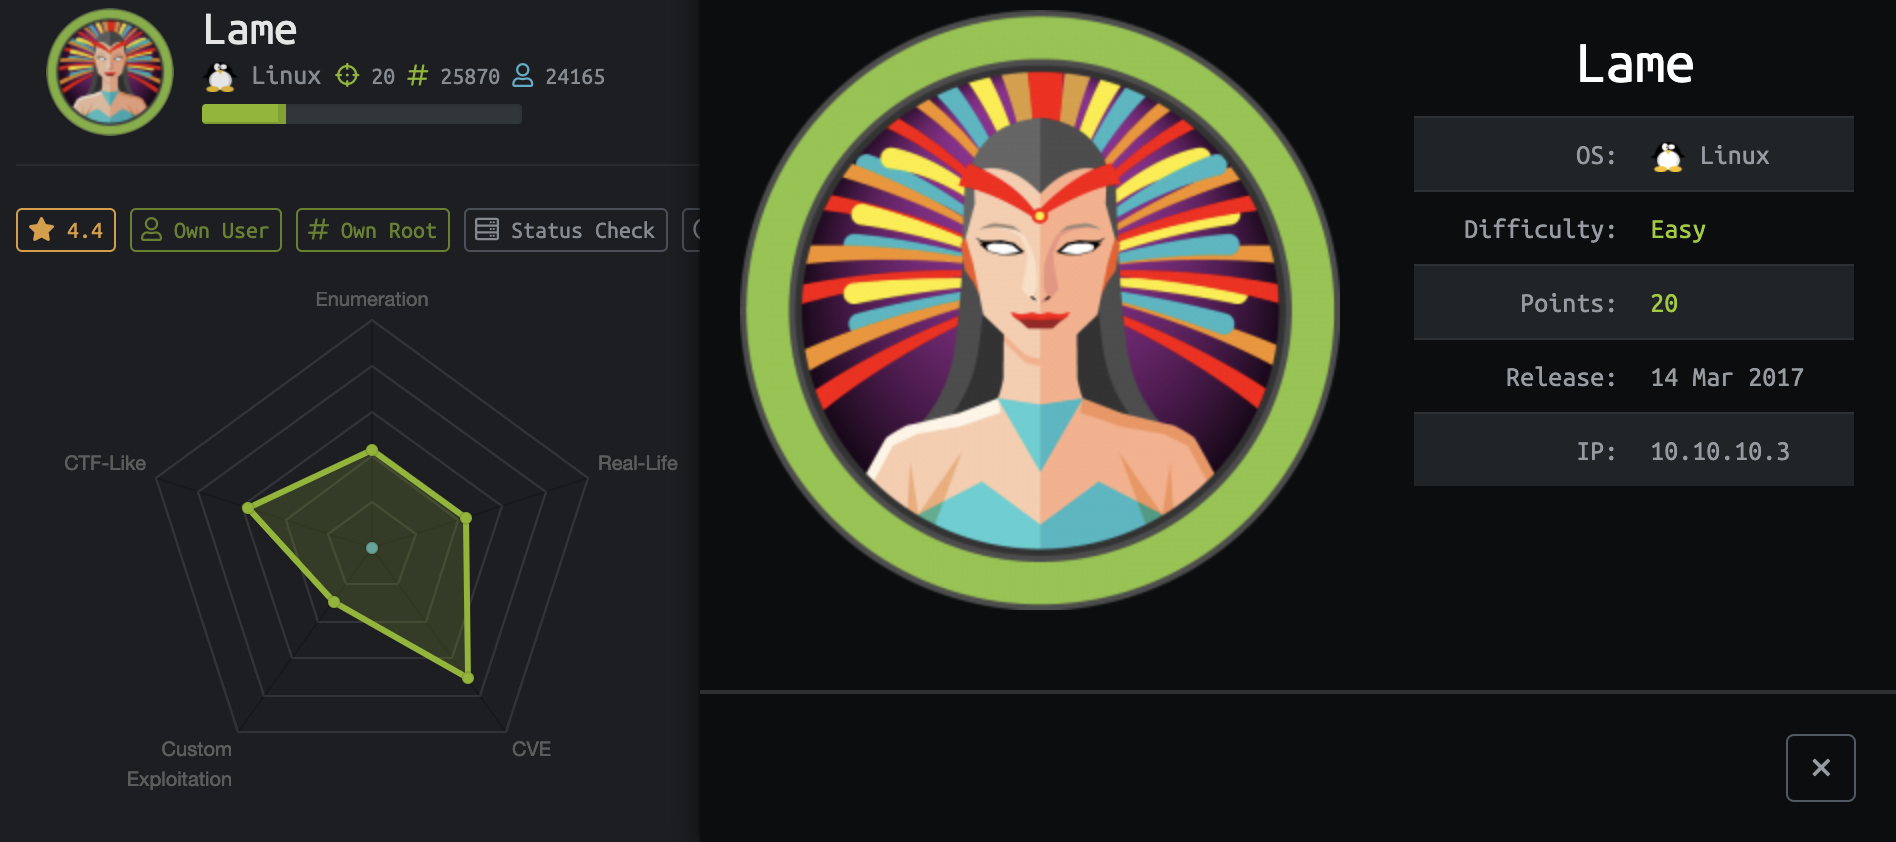 Lame
Linux 20 # 25870 24165
4.4 Own User # Own Root Status Check
Enumeration
CTF-Like
Real-Life
Custom
Exploitation
CVE
Lame
OS: Linux
Difficulty: Easy
Points: 20
Release: 14 Mar 2017
IP: 10.10.10.3